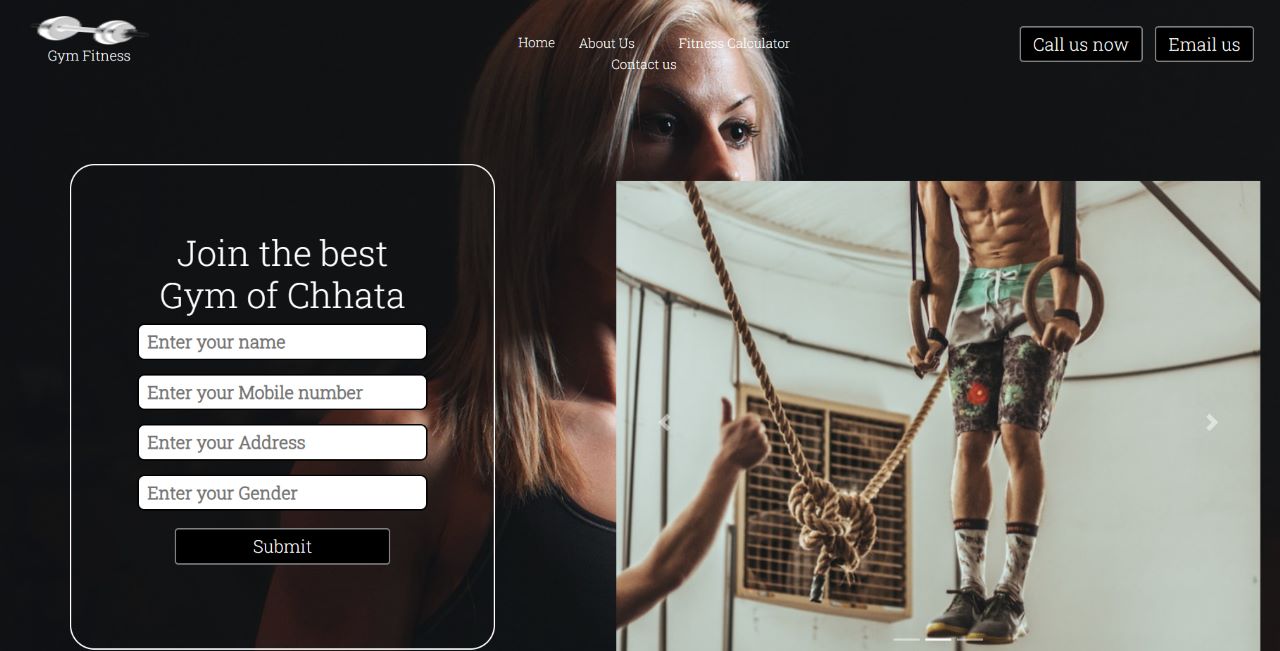 Gym Fitness
Home About Us Fitness Calculator
Contact us
Call us now
Email us
Join the best
Gym of Chhata
Enter your name
Enter your Mobile number
Enter your Address
Enter your Gender
Submit